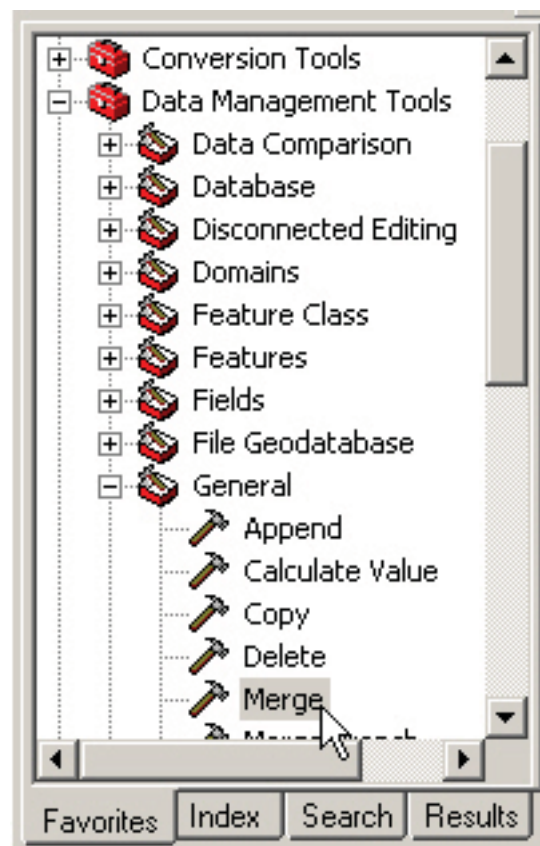 Conversion Tools
Data Management Tools
Data Comparison
Database
Disconnected Editing
Domains
Feature Class
Features
Fields
File Geodatabase
General
Append
Calculate Value
Copy
Delete
Merge
Favorites Index Search Results